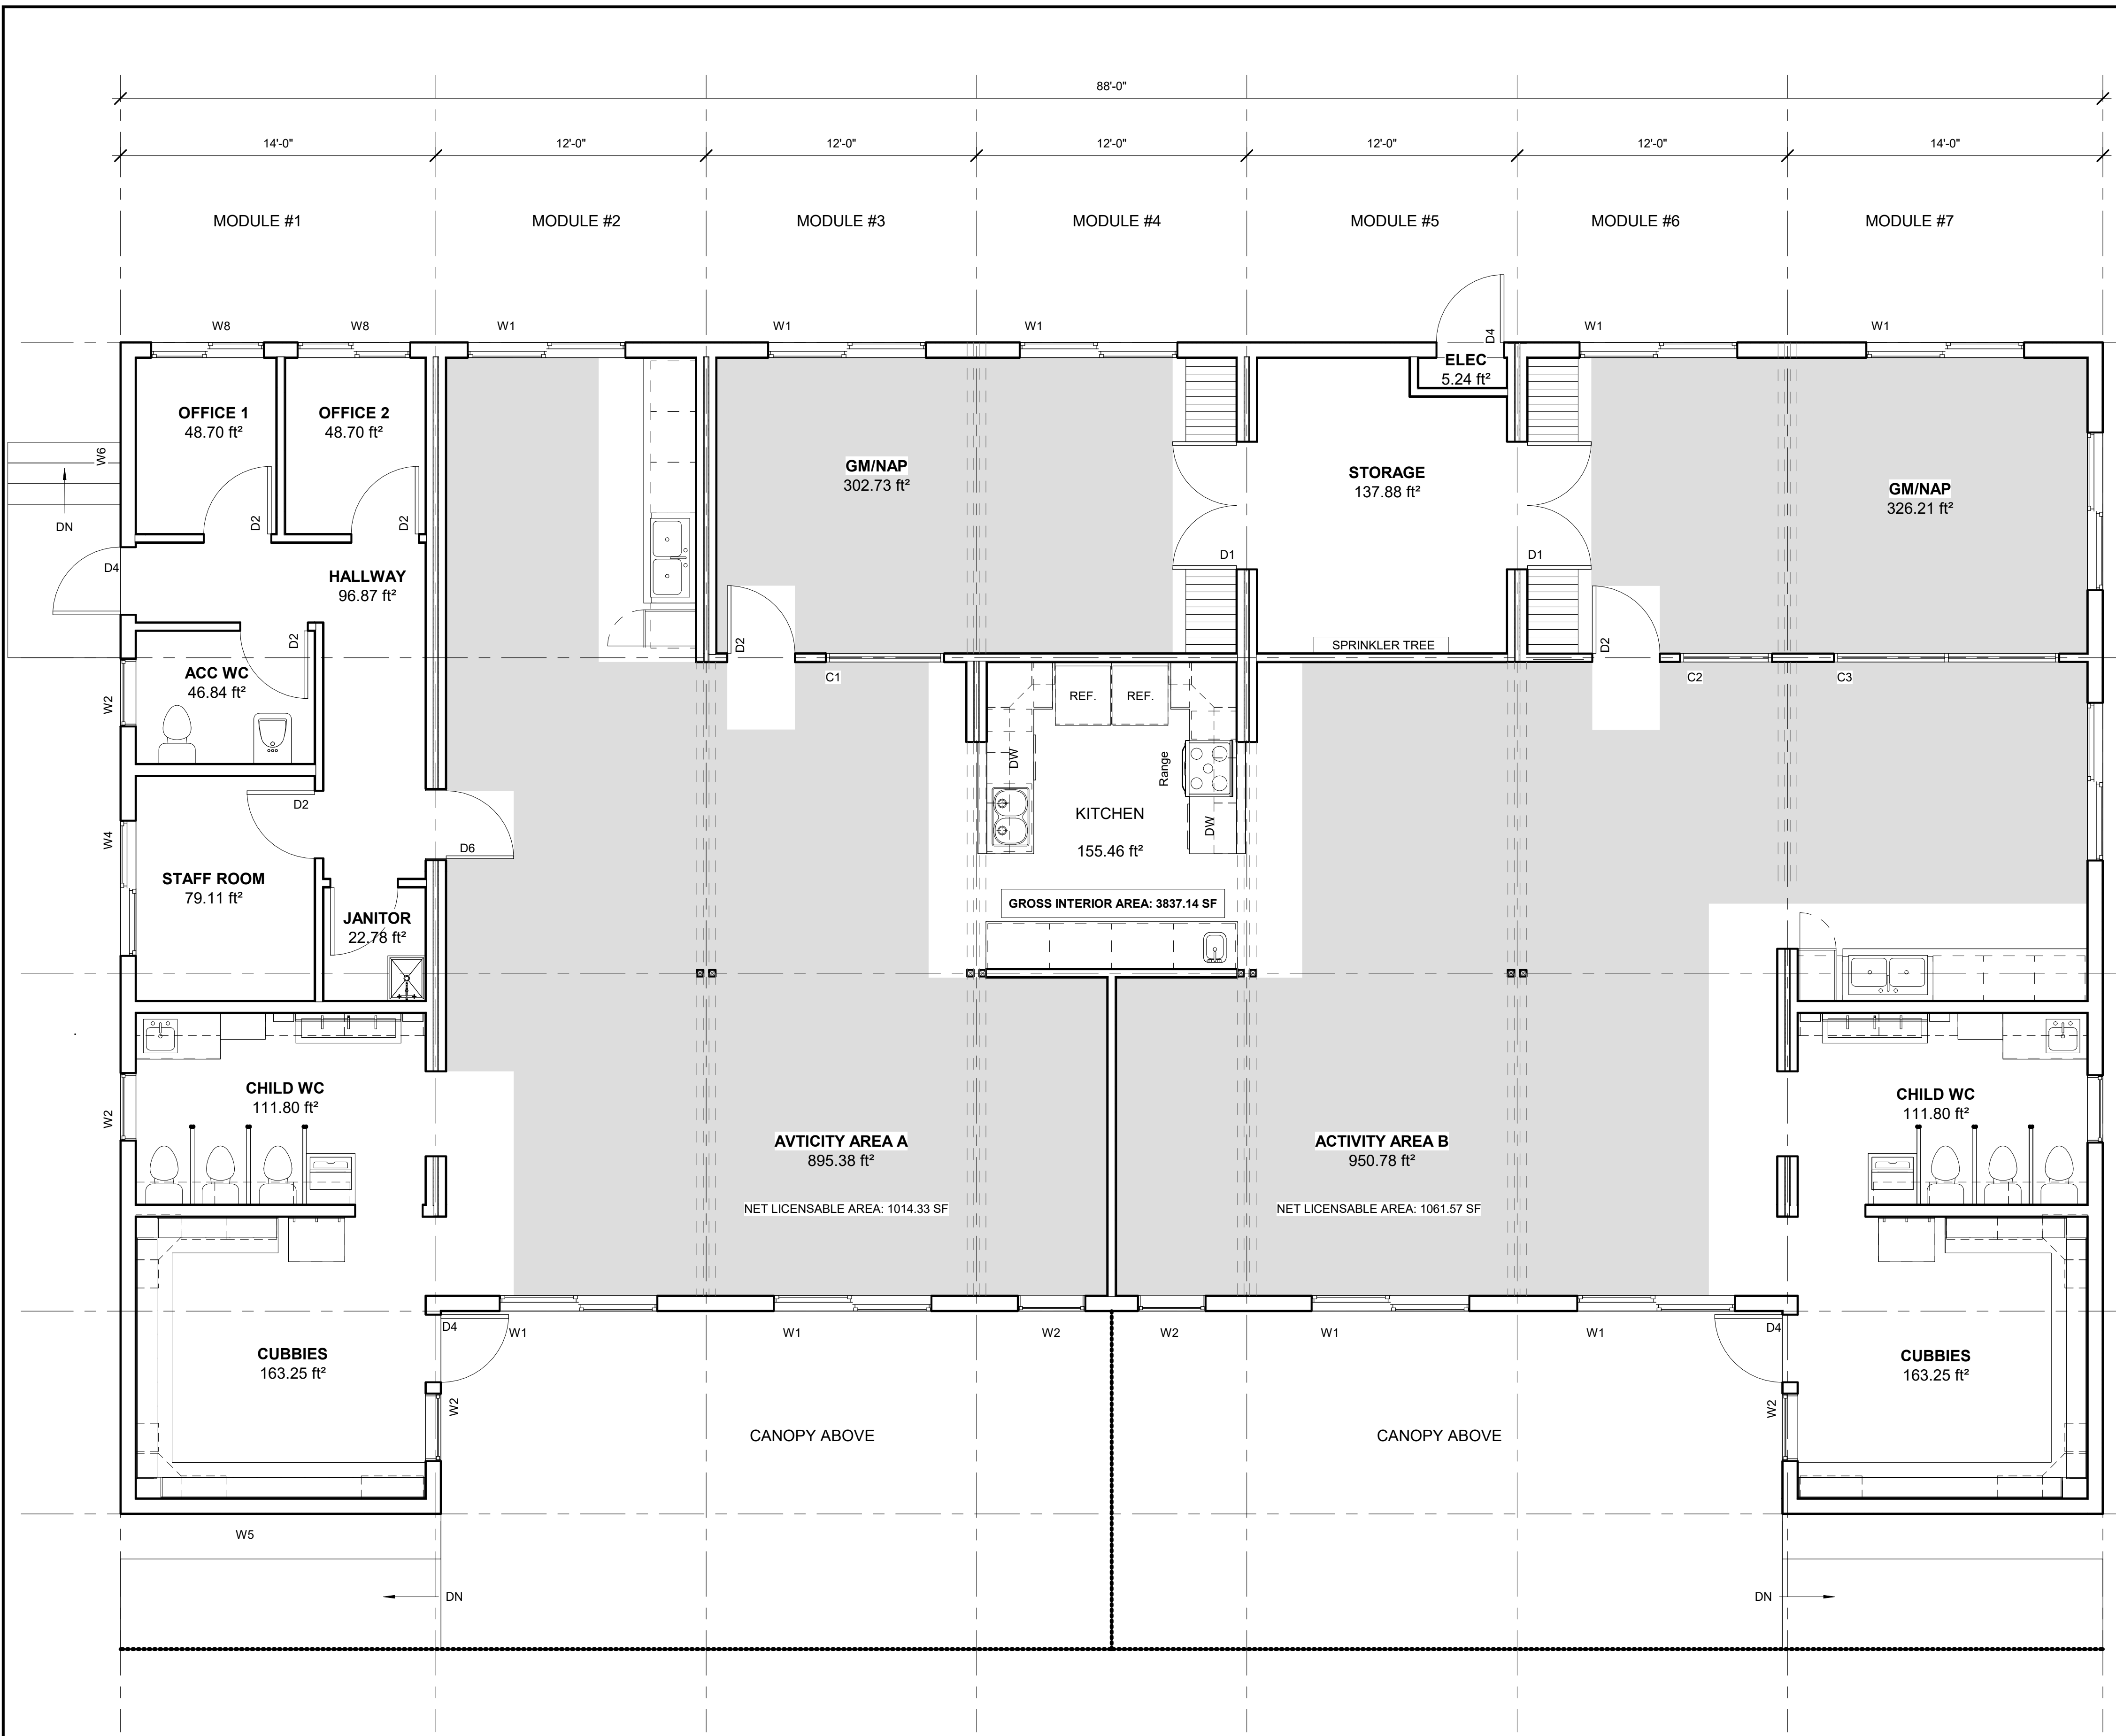 88'-0"
14'-0"
12'-0"
12'-0"
12'-0"
12'-0"
12'-0"
14'-0"
MODULE #1
MODULE #2
MODULE #3
MODULE #4
MODULE #5
MODULE #6
MODULE #7
W8
W8
W1
W1
W1
D4
W1
W1
ELEC
5.24 ft²
OFFICE 1
48.70 ft²
OFFICE 2
48.70 ft²
W6
DN
D2
D2
GM/NAP
302.73 ft²
STORAGE
137.88 ft²
GM/NAP
326.21 ft²
D4
HALLWAY
96.87 ft²
D1
D1
D2
D2
SPRINKLER TREE
D2
ACC WC
46.84 ft²
W2
C1
C2
C3
REF.
REF.
DW
Range
KITCHEN
155.46 ft²
DW
D2
W4
D6
STAFF ROOM
79.11 ft²
JANITOR
22.78 ft²
GROSS INTERIOR AREA: 3837.14 SF
CHILD WC
111.80 ft²
W2
CHILD WC
111.80 ft²
AVTICITY AREA A
895.38 ft²
NET LICENSABLE AREA: 1014.33 SF
ACTIVITY AREA B
950.78 ft²
NET LICENSABLE AREA: 1061.57 SF
D4
W1
W1
W2
W2
W1
W1
D4
CUBBIES
163.25 ft²
CUBBIES
163.25 ft²
W2
W2
CANOPY ABOVE
CANOPY ABOVE
W5
DN
DN